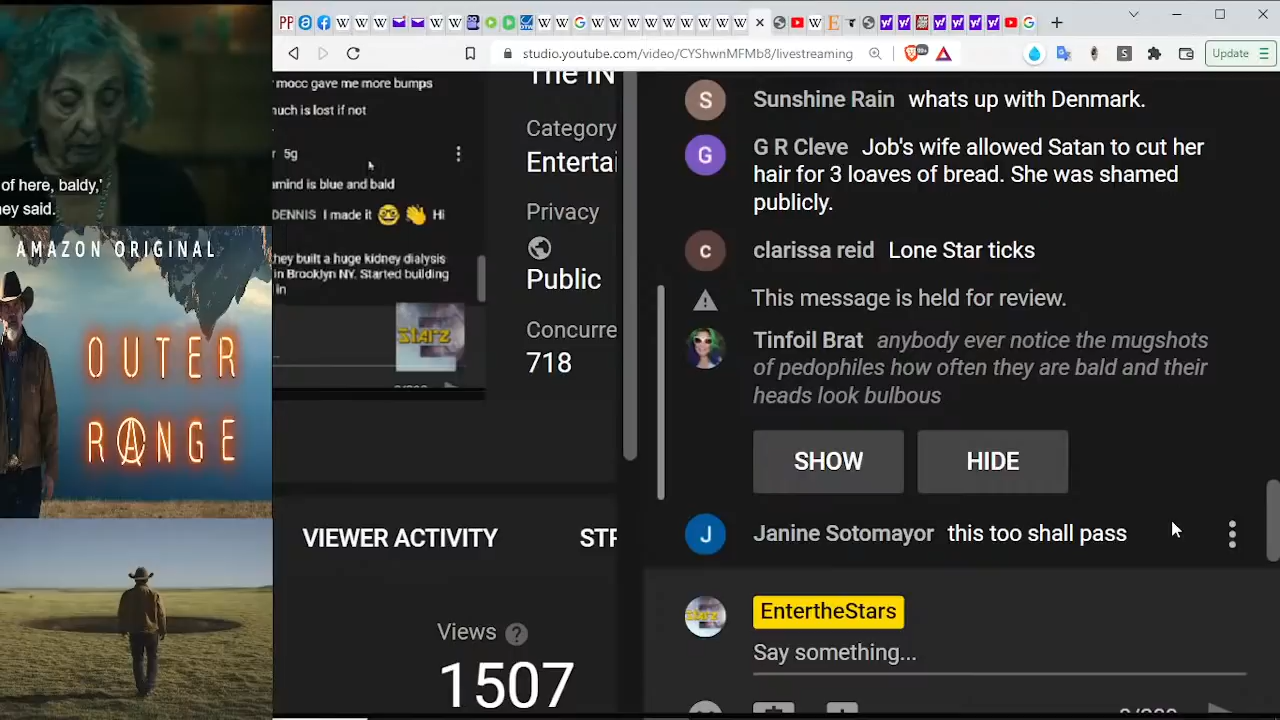 studio.youtube.com/video/CYShwnMFMb8/livestreaming
99+
Update
of here, baldy,'
ey said.
AMAZON ORIGINAL
OUTER
RANGE
mocc gave me more bumps
uch is lost if not
5g
amind is blue and bald
DENNIS I made it 🤓 👏 Hi
hey built a huge kidney dialysis
in Brooklyn NY. Started building
in
STARZ
Category
Entertai
Privacy
Public
Concurre
718
VIEWER ACTIVITY
STR
Views
1507
S
Sunshine Rain whats up with Denmark.
G
G R Cleve Job's wife allowed Satan to cut her
hair for 3 loaves of bread. She was shamed
publicly.
c
clarissa reid Lone Star ticks
This message is held for review.
Tinfoil Brat anybody ever notice the mugshots
of pedophiles how often they are bald and their
heads look bulbous
SHOW
HIDE
J
Janine Sotomayor this too shall pass
EntertheStars
Say something...